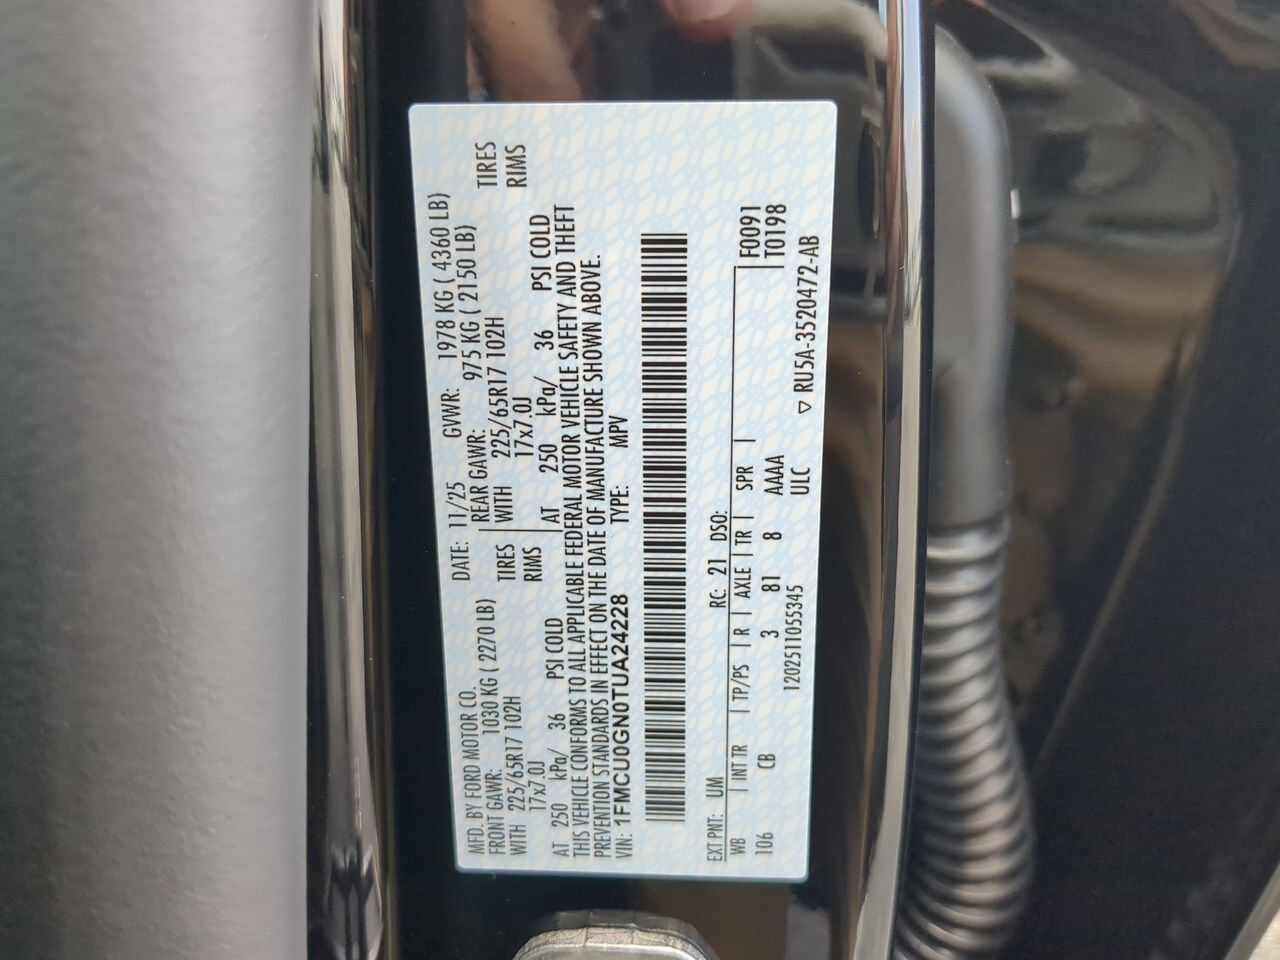 MFD. BY FORD MOTOR CO. DATE: 11/25 GVWR: 1978 KG ( 4360 LB)
FRONT GAWR: 1030 KG ( 2270 LB) REAR GAWR: 975 KG ( 2150 LB)
WITH 225/65R17 102H TIRES WITH 225/65R17 102H TIRES
17x7.0J RIMS 17x7.0J RIMS
AT 250 kPa/ 36 PSI COLD AT 250 kPa/ 36 PSI COLD
THIS VEHICLE CONFORMS TO ALL APPLICABLE FEDERAL MOTOR VEHICLE SAFETY AND THEFT
PREVENTION STANDARDS IN EFFECT ON THE DATE OF MANUFACTURE SHOWN ABOVE.
VIN: 1FMCU0GN0TUA24228 TYPE: MPV
EXT PNT: UM RC: 21 DSO: F0091
WB | INT TR | TP/PS | R | AXLE | TR | SPR | T0198
106 CB 3 81 8 AAAA
1202511055345 ULC ▽ RU5A-3520472-AB